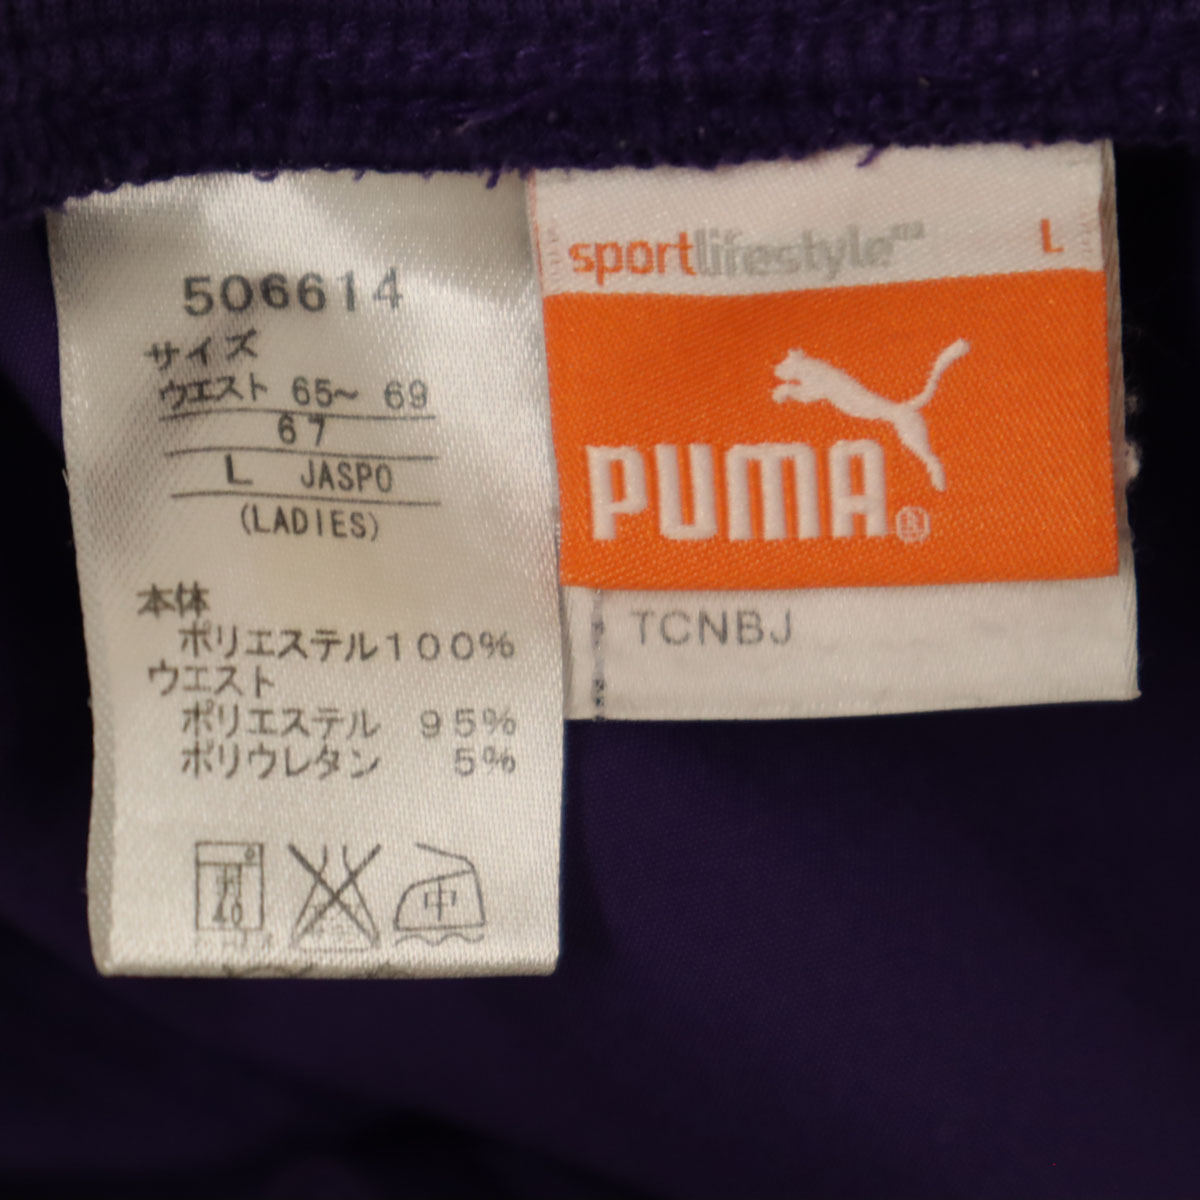 506614
サイズ
ウエスト 65~ 69
67
L JASPO
(LADIES)
本体
ポリエステル100%
ウエスト
ポリエステル 95%
ポリウレタン 5%
40
中
sportlifestyle L
PUMA®
TCNBJ